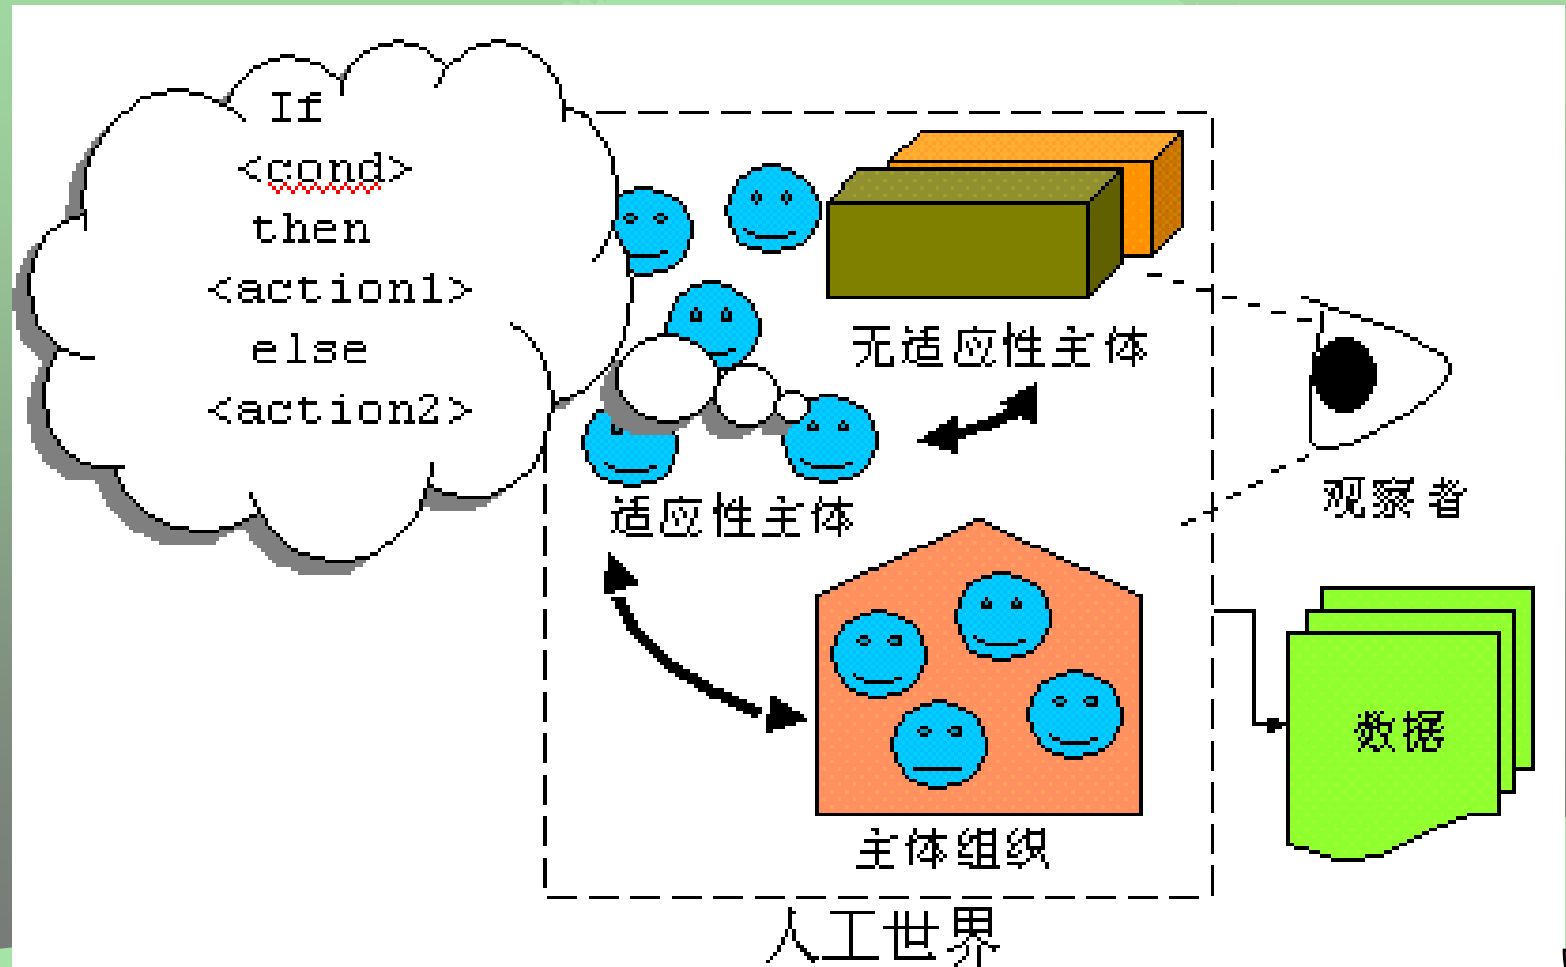 If
<cond>
then
<action1>
else
<action2>
无适应性主体
适应性主体
观察者
数据
主体组织
人工世界